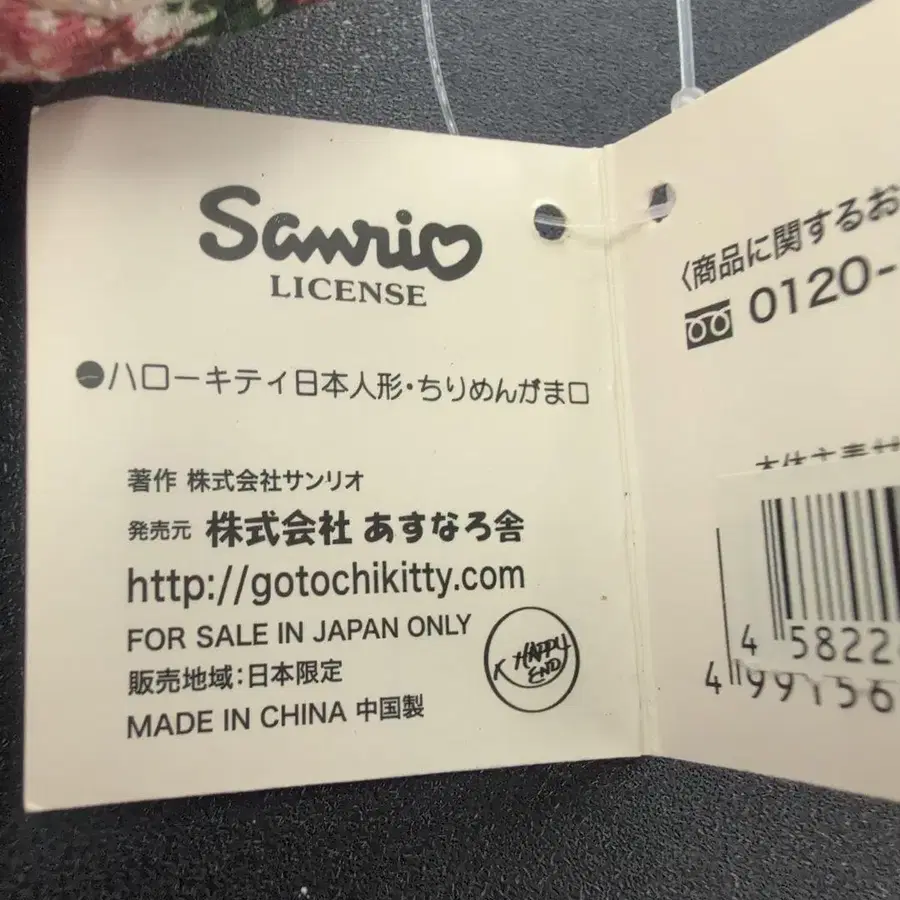 Sanrio
LICENSE
●ハローキティ日本人形・ちりめんがま口
著作 株式会社サンリオ
発売元 株式会社 あすなろ舎
http://gotochikitty.com
FOR SALE IN JAPAN ONLY
販売地域:日本限定
MADE IN CHINA 中国製
HAPPY
END
〈商品に関するお
0120-
4 5822
4 99156